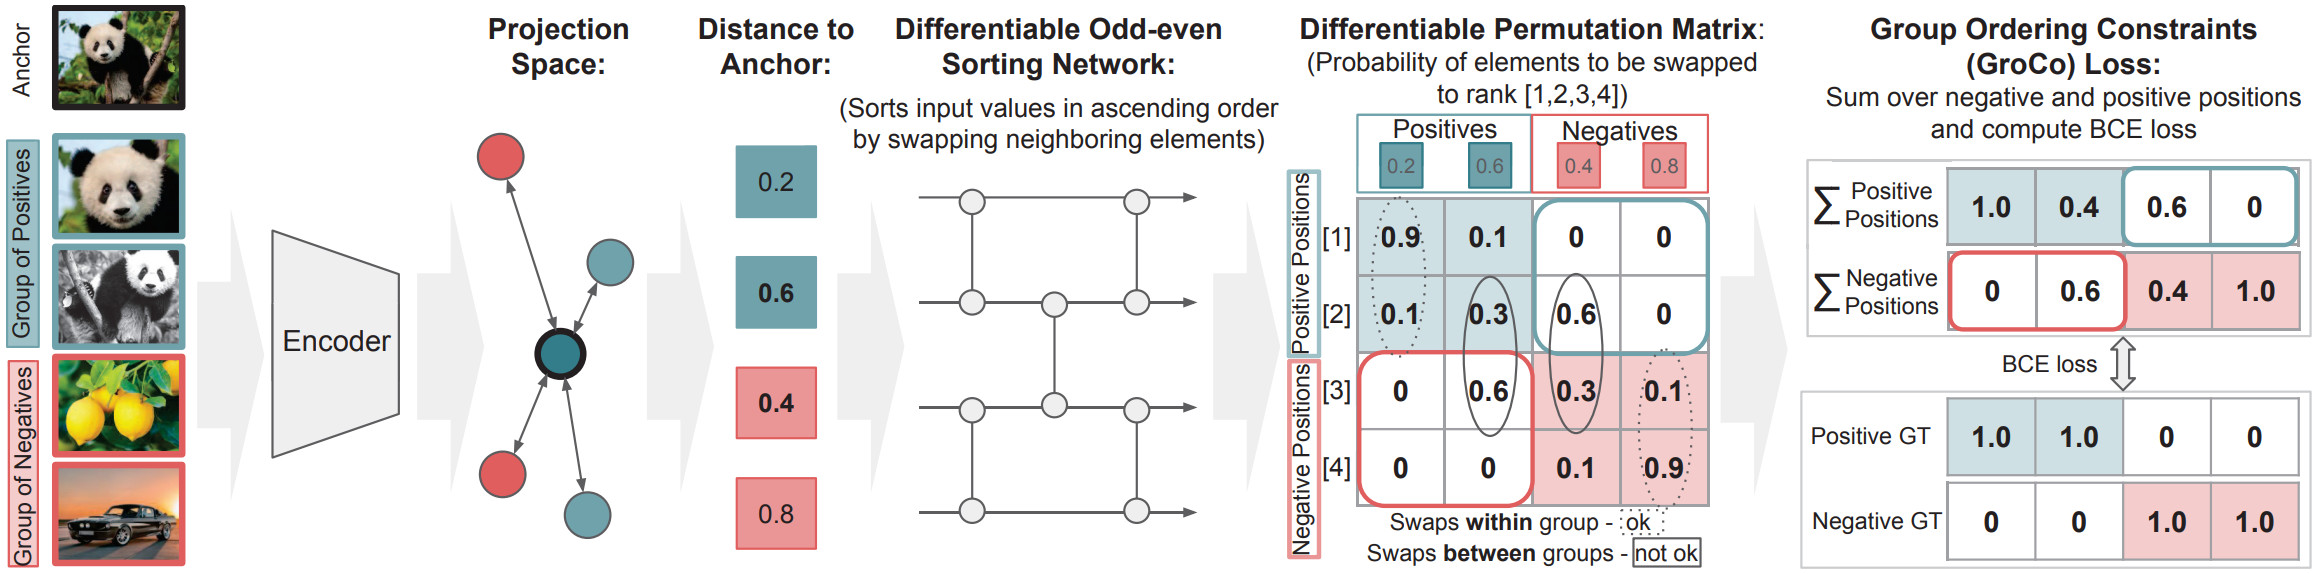 Anchor
Group of Positives
Group of Negatives
Encoder
Projection
Space:
Distance to
Anchor:
0.2
0.6
0.4
0.8
Differentiable Odd-even
Sorting Network:
(Sorts input values in ascending order
by swapping neighboring elements)
Differentiable Permutation Matrix:
(Probability of elements to be swapped
to rank [1,2,3,4])
Positives Negatives
0.2 0.6 0.4 0.8
Positive Positions
Negative Positions
[1] 0.9 0.1 0 0
[2] 0.1 0.3 0.6 0
[3] 0 0.6 0.3 0.1
[4] 0 0 0.1 0.9
Swaps within group - ok
Swaps between groups - not ok
Group Ordering Constraints
(GroCo) Loss:
Sum over negative and positive positions
and compute BCE loss
∑ Positive
Positions
1.0 0.4 0.6 0
∑ Negative
Positions
0 0.6 0.4 1.0
BCE loss
Positive GT 1.0 1.0 0 0
Negative GT 0 0 1.0 1.0